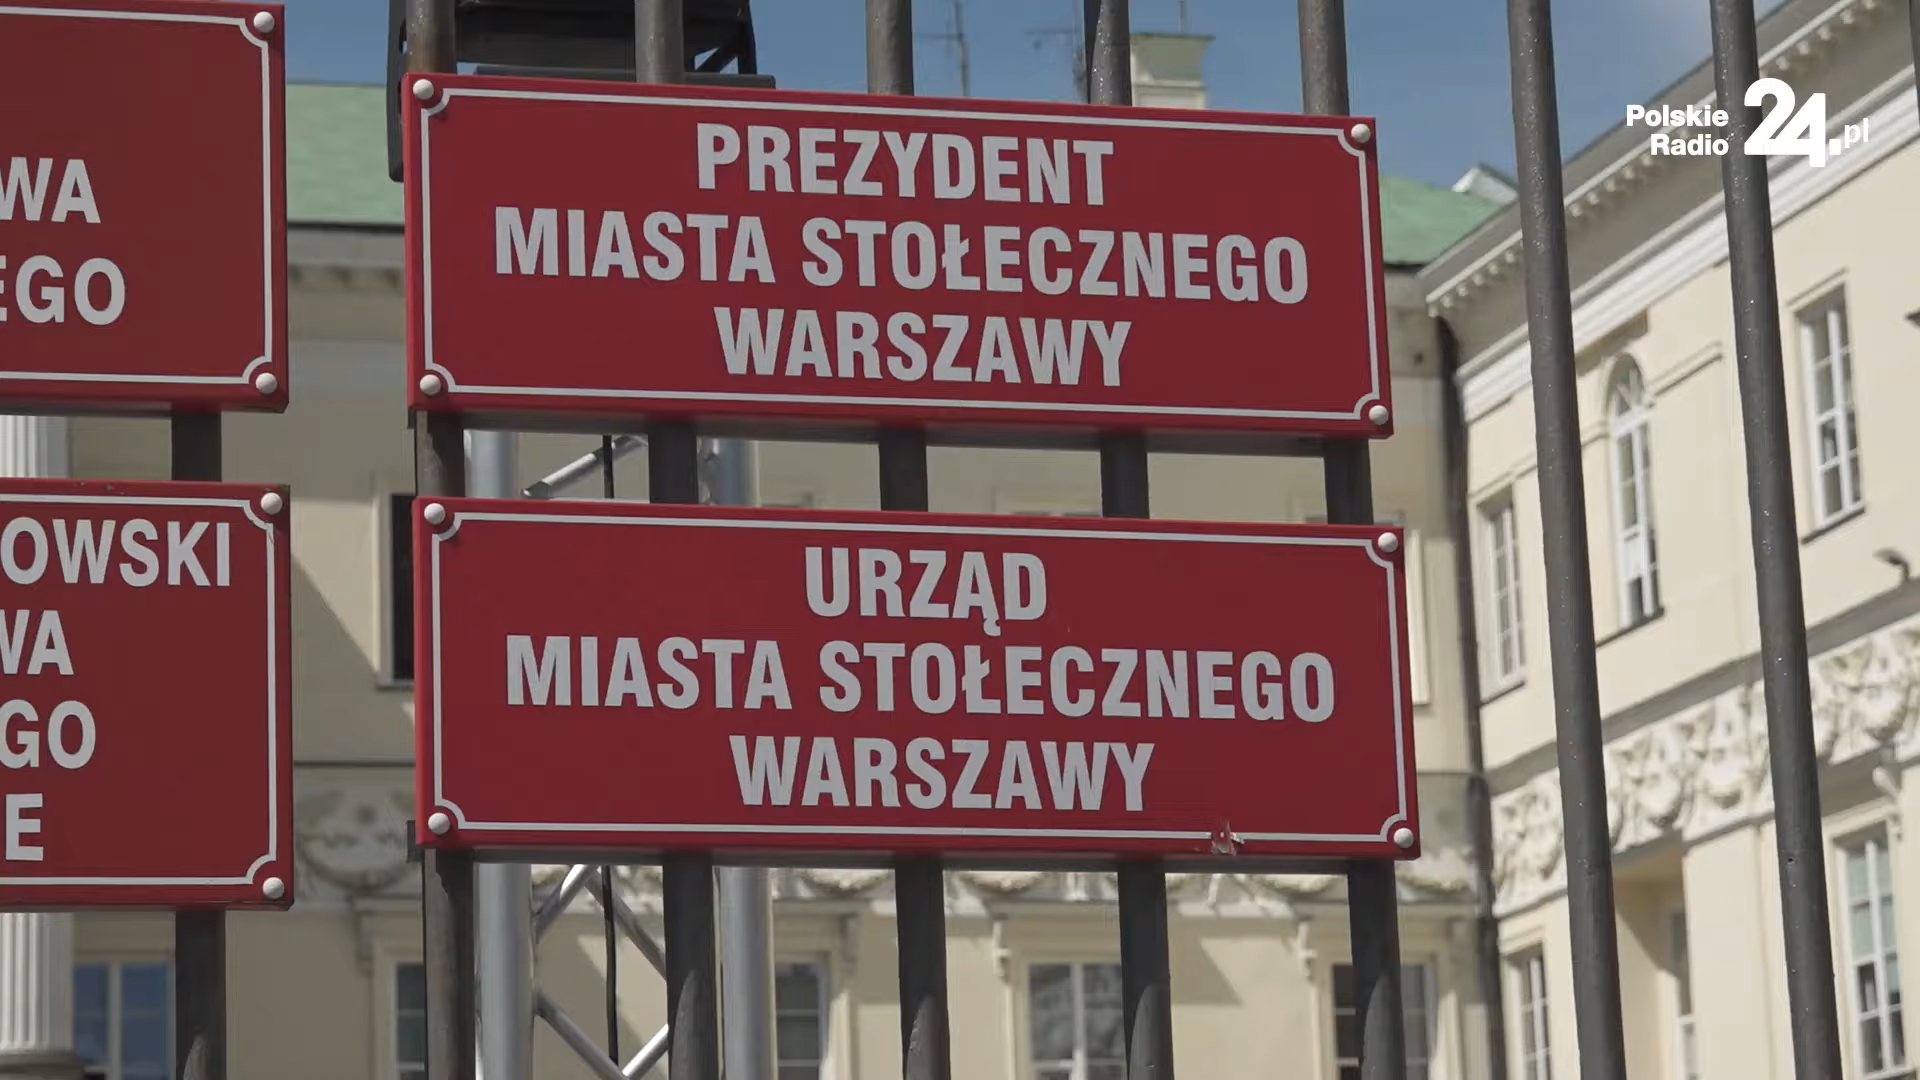 WA
EGO
OWSKI
WA
GO
E
PREZYDENT
MIASTA STOŁECZNEGO
WARSZAWY
URZĄD
MIASTA STOŁECZNEGO
WARSZAWY
Polskie
Radio
24.pl